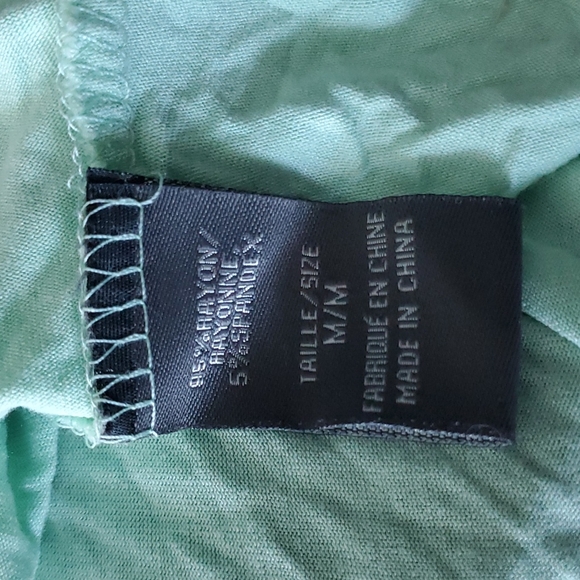 95% RAYON/
RAYONNE
5% SPANDEX
TAILLE/SIZE
M/M
FABRIQUÉ EN CHINE
MADE IN CHINA